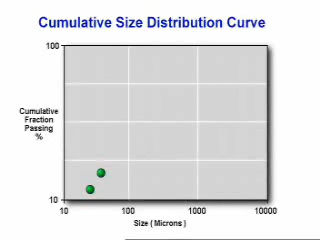 Cumulative Size Distribution Curve
100
Cumulative
Fraction
Passing
%
10
10 100 1000 10000
Size ( Microns )